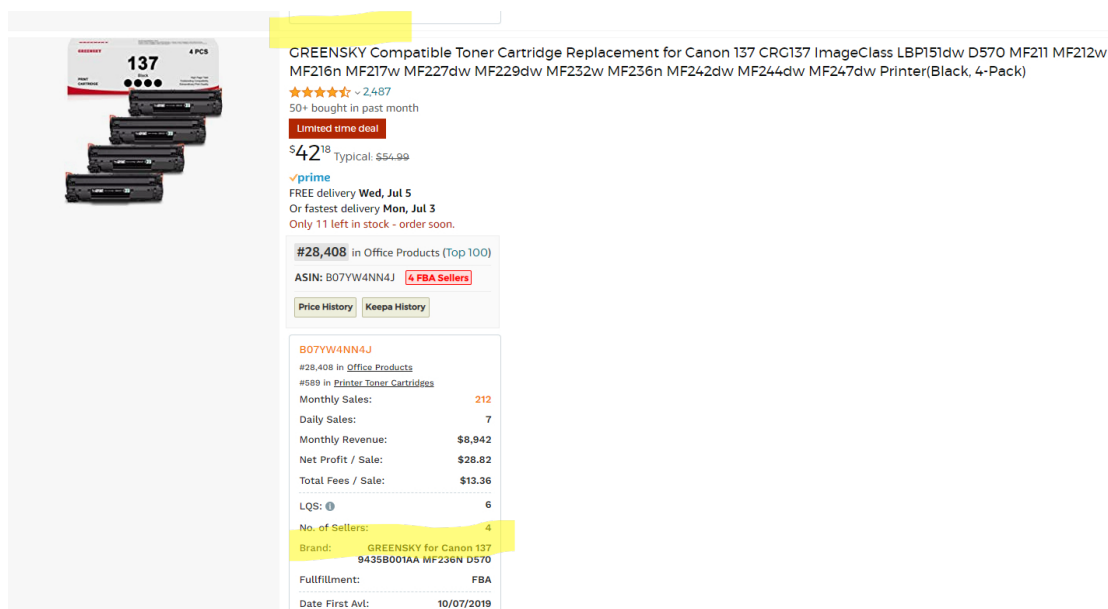 GREENSKY
4 PCS
137
Black
PRINT
CARTRIDGE
GREENSKY Compatible Toner Cartridge Replacement for Canon 137 CRG137 ImageClass LBP151dw D570 MF211 MF212w
MF216n MF217w MF227dw MF229dw MF232w MF236n MF242dw MF244dw MF247dw Printer(Black, 4-Pack)
2,487
50+ bought in past month
Limited time deal
$42.18 Typical: $54.99
prime
FREE delivery Wed, Jul 5
Or fastest delivery Mon, Jul 3
Only 11 left in stock - order soon.
#28,408 in Office Products (Top 100)
ASIN: B07YW4NN4J 4 FBA Sellers
Price History Keepa History
B07YW4NN4J
#28,408 in Office Products
#589 in Printer Toner Cartridges
Monthly Sales: 212
Daily Sales: 7
Monthly Revenue: $8,942
Net Profit / Sale: $28.82
Total Fees / Sale: $13.36
LQS: 6
No. of Sellers: 4
Brand: GREENSKY for Canon 137
9435B001AA MF236N D570
Fullfillment: FBA
Date First Avl: 10/07/2019